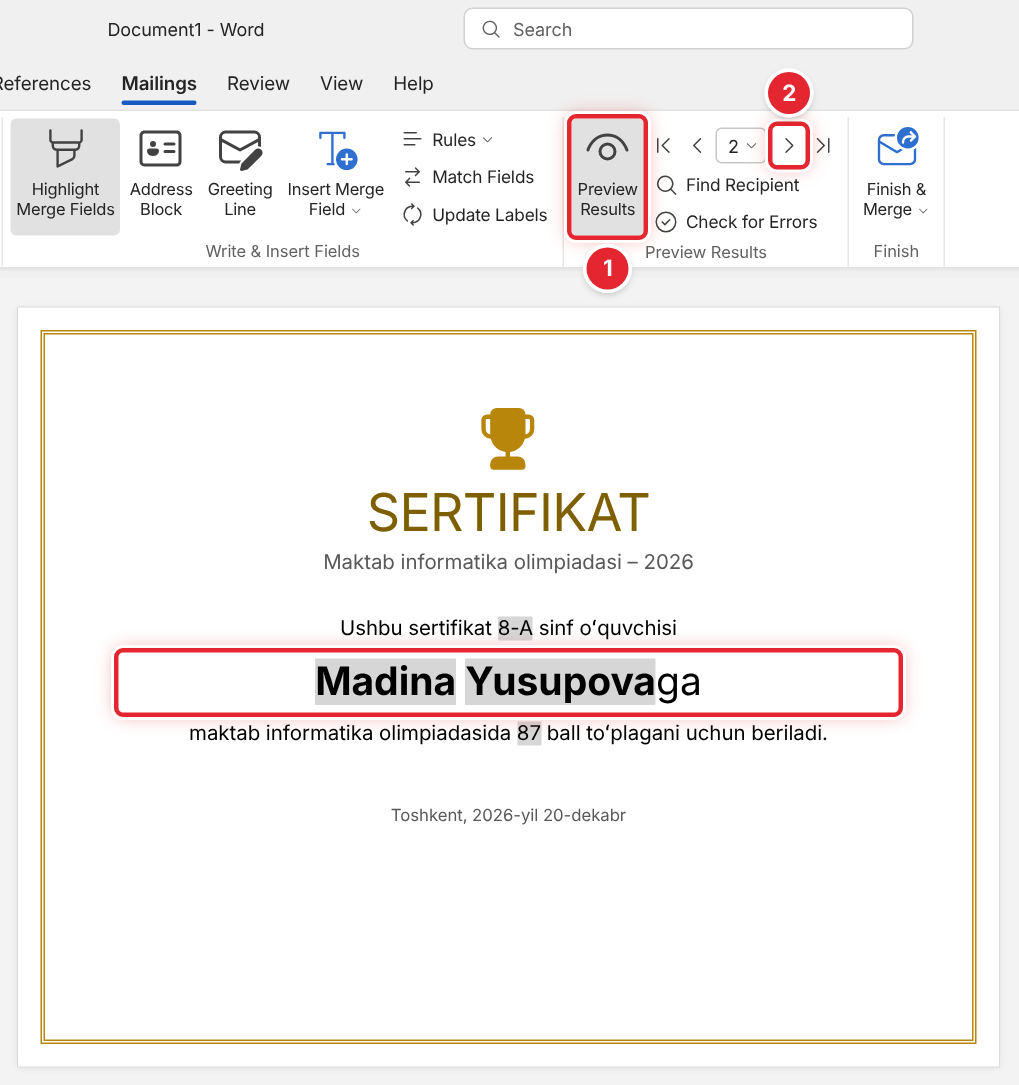 Document1 - Word
Search
References
Mailings
Review
View
Help
2
Highlight
Merge Fields
Address
Block
Greeting
Line
Insert Merge
Field
Rules
Match Fields
Update Labels
Write & Insert Fields
Preview
Results
1
2
Find Recipient
Check for Errors
Preview Results
Finish &
Merge
Finish
SERTIFIKAT
Maktab informatika olimpiadasi – 2026
Ushbu sertifikat 8-A sinf oʻquvchisi
Madina Yusupovaga
maktab informatika olimpiadasida 87 ball toʻplagani uchun beriladi.
Toshkent, 2026-yil 20-dekabr